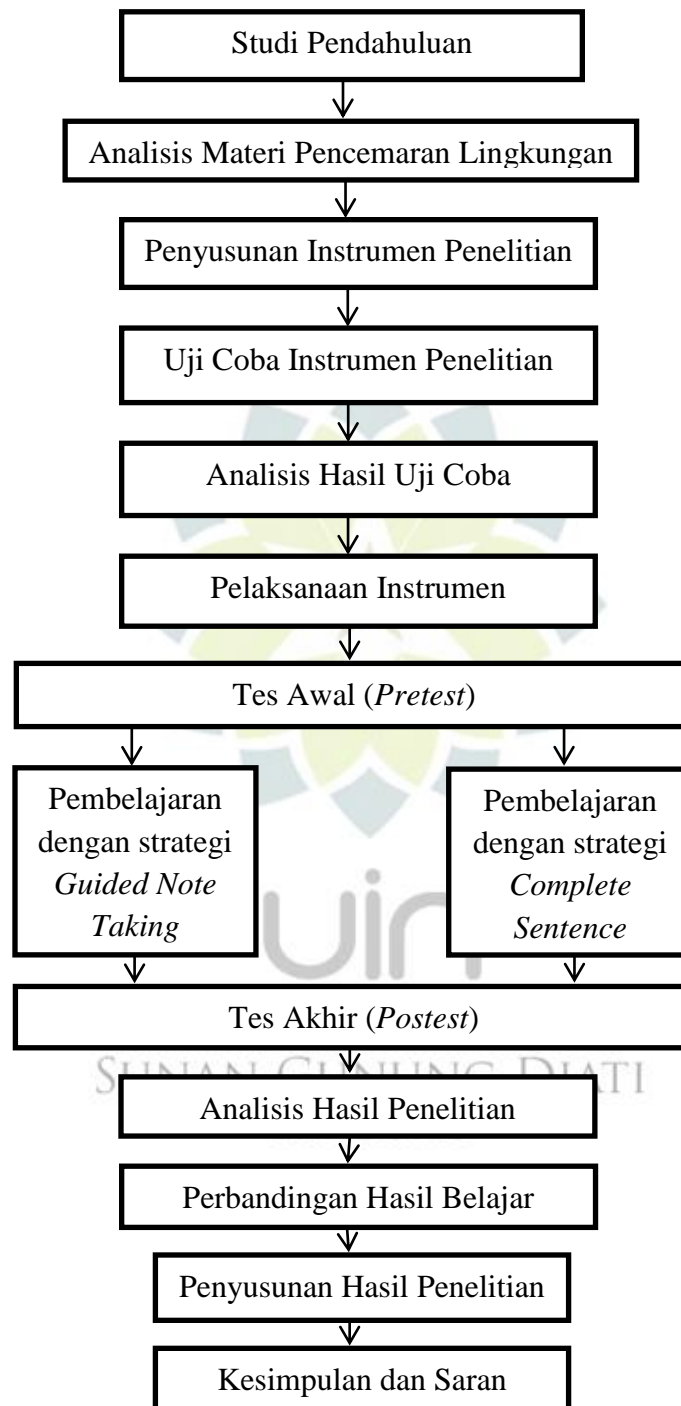 Studi Pendahuluan
Analisis Materi Pencemaran Lingkungan
Penyusunan Instrumen Penelitian
Uji Coba Instrumen Penelitian
Analisis Hasil Uji Coba
Pelaksanaan Instrumen
Tes Awal (Pretest)
Pembelajaran
dengan strategi
Guided Note
Taking
Pembelajaran
dengan strategi
Complete
Sentence
uin
Tes Akhir (Postest)
SUNAN GUNUNG DJATI
Analisis Hasil Penelitian
Perbandingan Hasil Belajar
Penyusunan Hasil Penelitian
Kesimpulan dan Saran